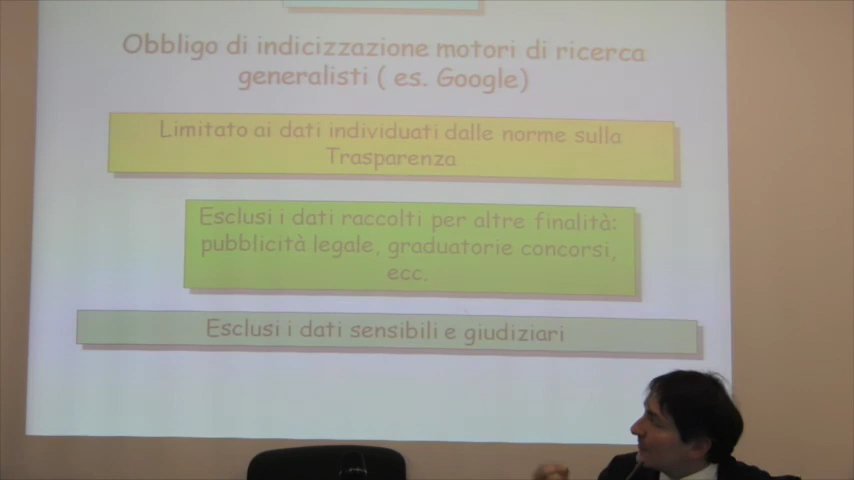 Obbligo di indicizzazione motori di ricerca
generalisti ( es. Google)
Limitato ai dati individuati dalle norme sulla
Trasparenza
Esclusi i dati raccolti per altre finalità:
pubblicità legale, graduatorie concorsi,
ecc.
Esclusi i dati sensibili e giudiziari